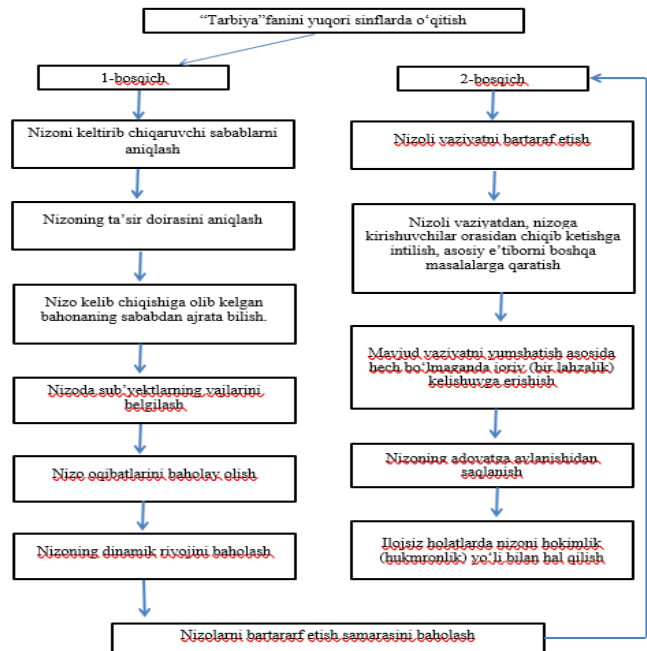 “Tarbiya”fanini yuqori sinflarda o‘qitish
1-bosqich
Nizoni keltirib chiqaruvchi sabablarni
aniqlash
Nizoning ta’sir doirasini aniqlash
Nizo kelib chiqishiga olib kelgan
bahonaning sababdan ajrata bilish.
Nizoda sub’yektlarning vajlarini
belgilash
Nizo oqibatlarini baholay olish
Nizoning dinamik rivojini baholash
Nizolarni bartararf etish samarasini baholash
2-bosqich
Nizoli vaziyatni bartaraf etish
Nizoli vaziyatdan, nizoga
kirishuvchilar orasidan chiqib ketishga
intilish, asosiy e’tiborni boshqa
masalalarga qaratish
Mavjud vaziyatni yumshatish asosida
hech bo‘lmaganda joriy (bir lahzalik)
kelishuvga erishish
Nizoning adovatga aylanishidan
saqlanish
Ilojsiz holatlarda nizoni hokimlik
(hukmronlik) yo‘li bilan hal qilish